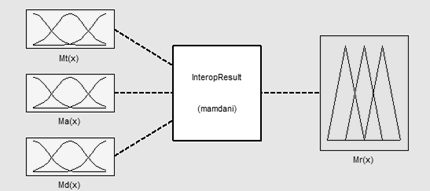 Mt(x)
Ma(x)
Md(x)
InteropResult
(mamdani)
Mr(x)